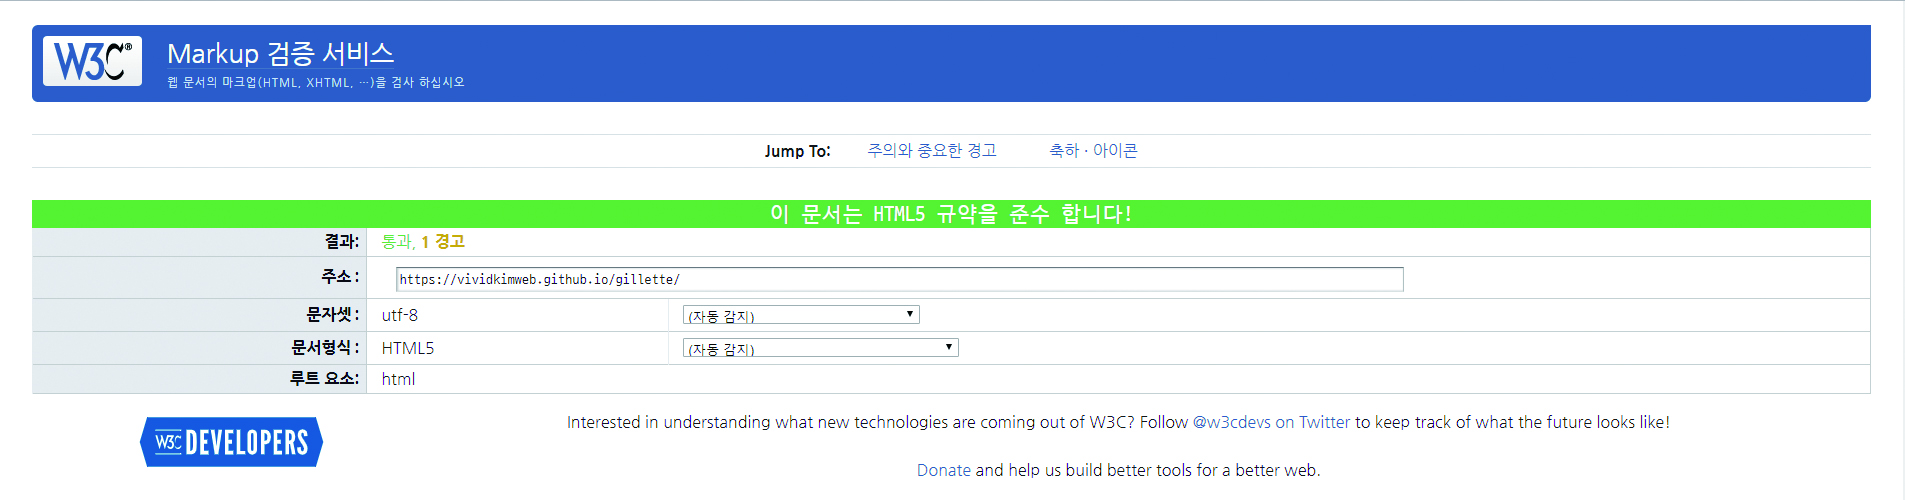 W3C®
Markup 검증 서비스
웹 문서의 마크업(HTML, XHTML, …)을 검사 하십시오
Jump To: 주의와 중요한 경고 축하 · 아이콘
이 문서는 HTML5 규약을 준수 합니다!
결과: 통과, 1 경고
주소 : https://vividkimweb.github.io/gillette/
문자셋 : utf-8 (자동 감지)
문서형식 : HTML5 (자동 감지)
루트 요소: html
W3C DEVELOPERS
Interested in understanding what new technologies are coming out of W3C? Follow @w3cdevs on Twitter to keep track of what the future looks like!
Donate and help us build better tools for a better web.